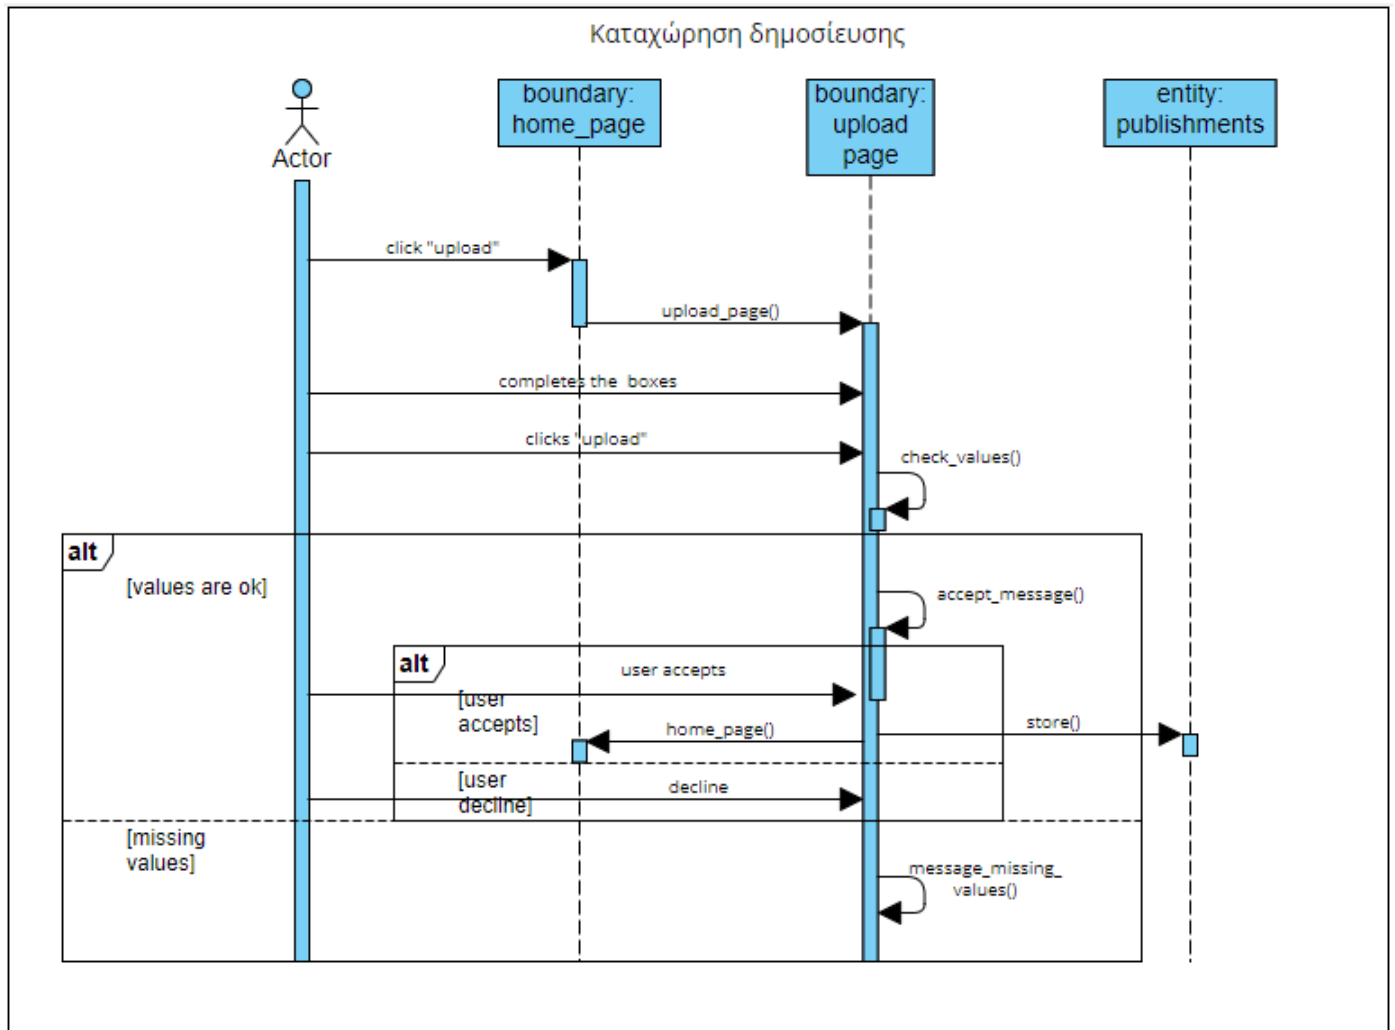 Καταχώρηση δημοσίευσης
boundary:
home_page
boundary:
upload
page
entity:
publishments
Actor
click "upload"
upload_page()
completes the  boxes
clicks "upload"
check_values()
alt
[values are ok]
accept_message()
alt
user accepts
[user
accepts]
store()
home_page()
[user
decline]
decline
[missing
values]
message_missing_
values()